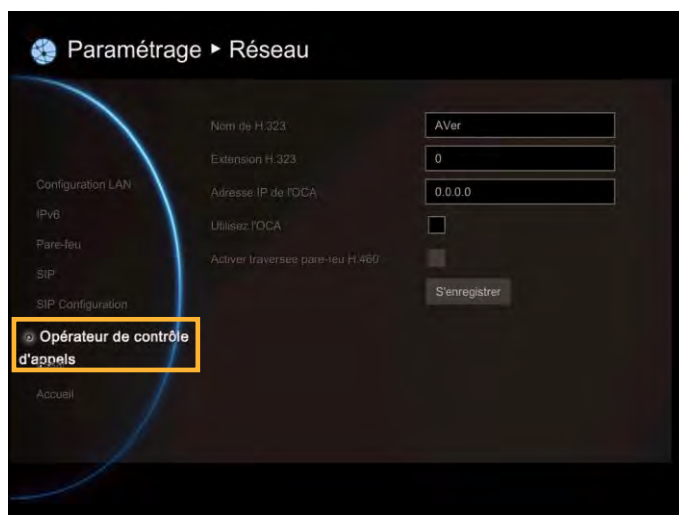 Paramétrage ▸ Réseau
Nom de H.323
AVer
Extension H.323
0
Configuration LAN
Adresse IP de l'OCA
0.0.0.0
IPv6
Utilisez l'OCA
Pare-feu
Activer traversée pare-feu H.460
SIP
SIP Configuration
S'enregistrer
Opérateur de contrôle
d'appels
Accueil